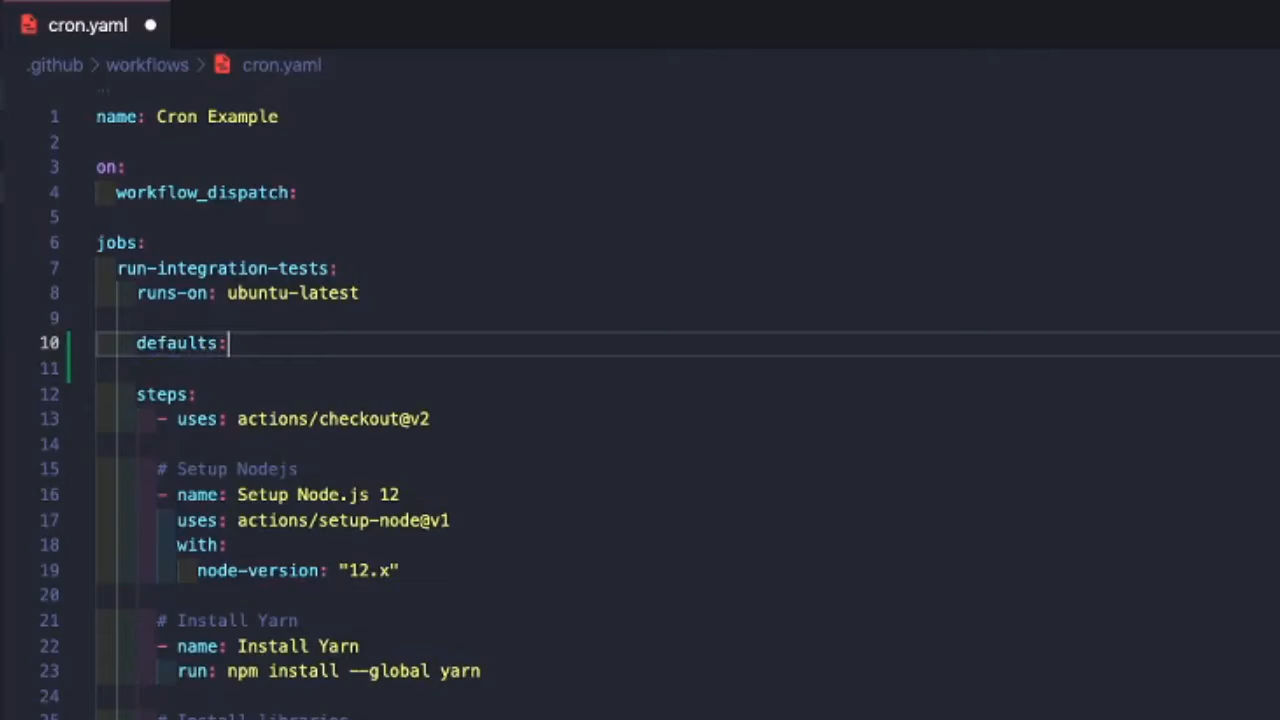 cron.yaml
.github > workflows > cron.yaml
...
1 name: Cron Example
2
3 on:
4 workflow_dispatch:
5
6 jobs:
7 run-integration-tests:
8 runs-on: ubuntu-latest
9
10 defaults:
11
12 steps:
13 - uses: actions/checkout@v2
14
15 # Setup Nodejs
16 - name: Setup Node.js 12
17 uses: actions/setup-node@v1
18 with:
19 node-version: "12.x"
20
21 # Install Yarn
22 - name: Install Yarn
23 run: npm install --global yarn
24
25 # Install libraries